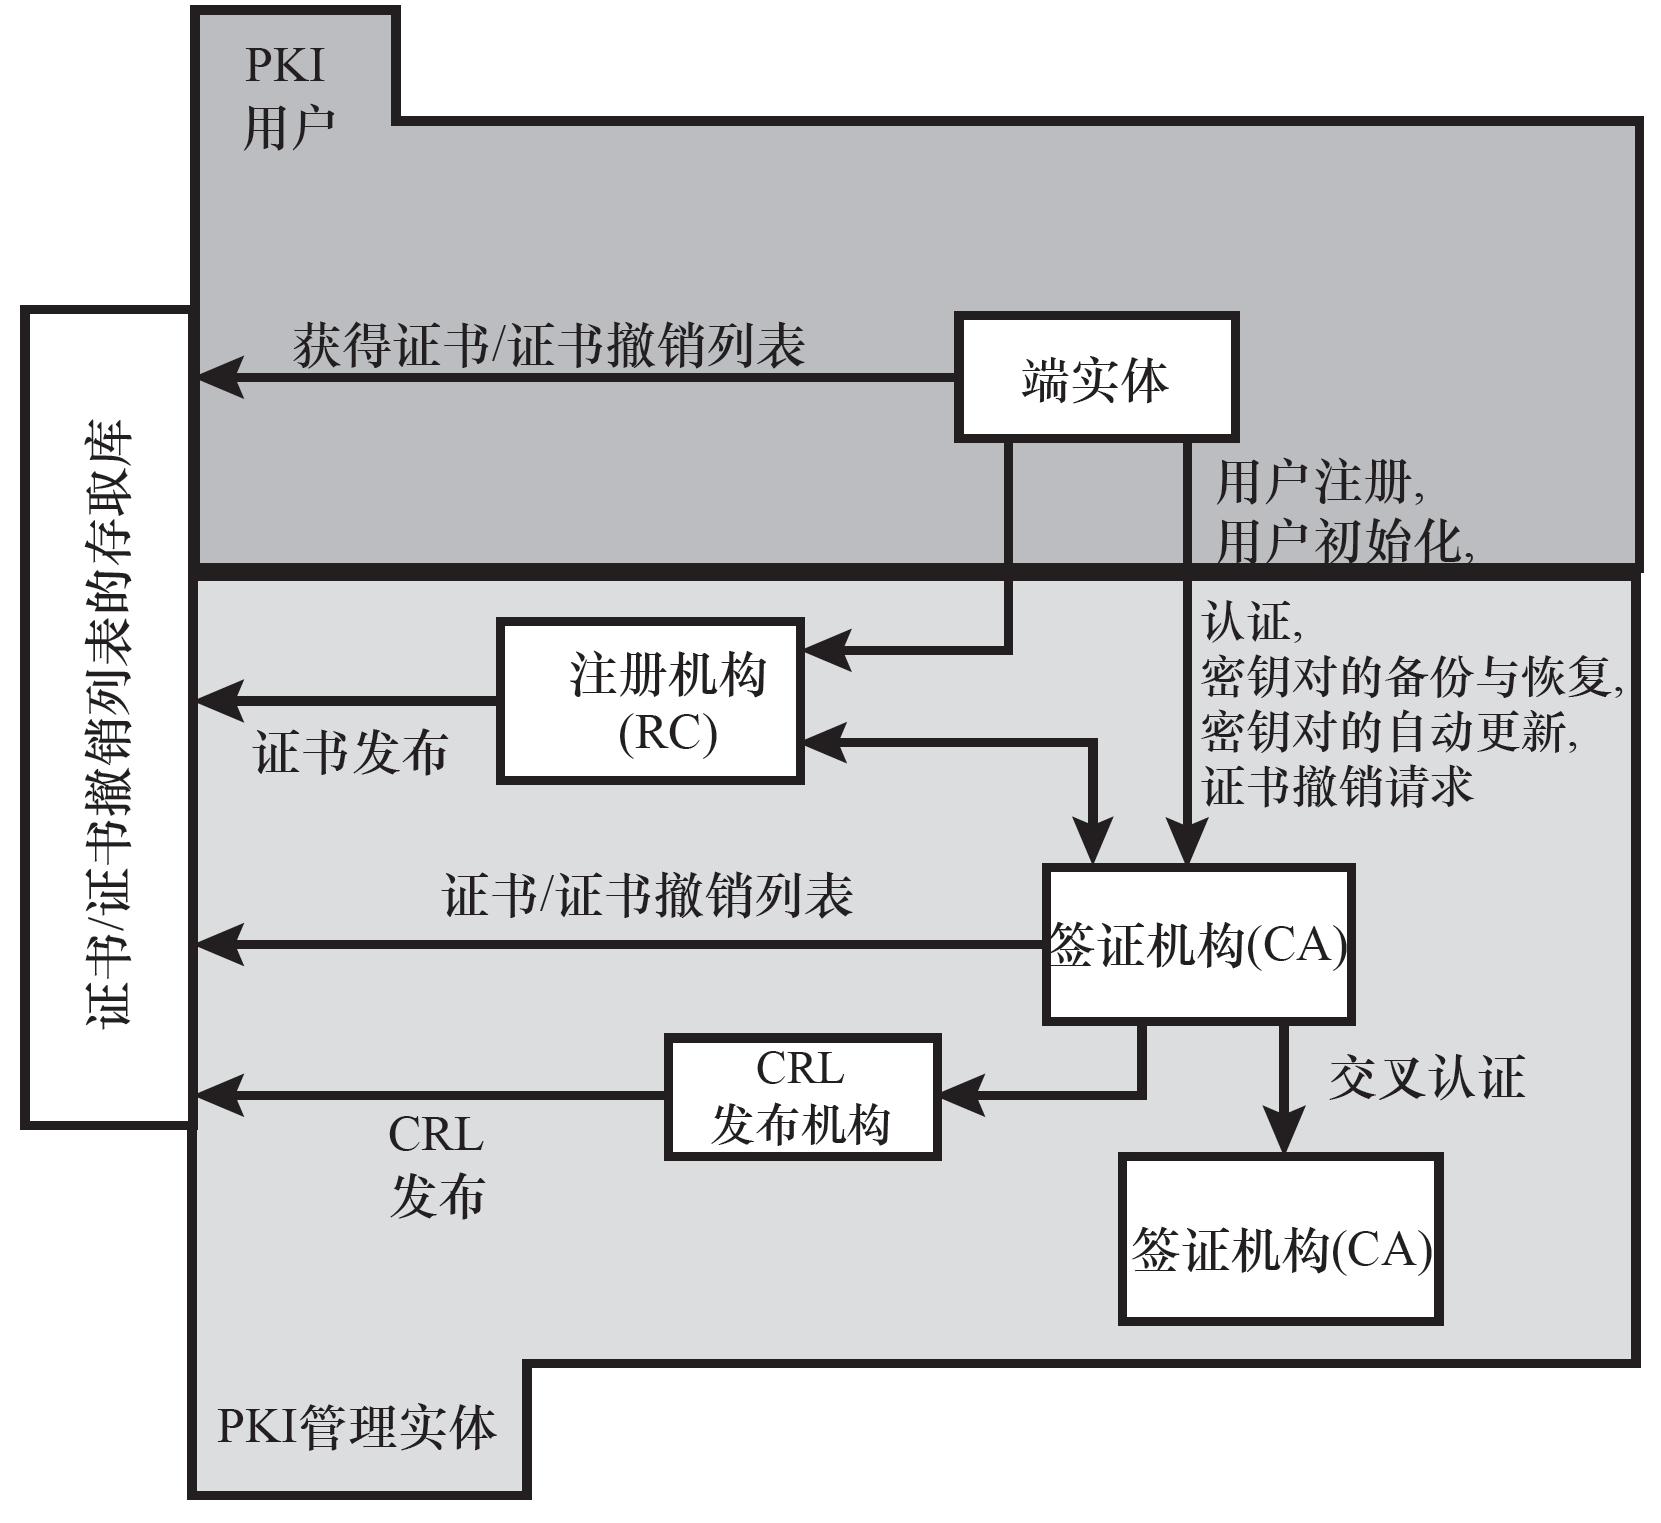 PKI
用户
获得证书/证书撤销列表
端实体
用户注册,
用户初始化,
证书/证书撤销列表的存取库
认证,
密钥对的备份与恢复,
密钥对的自动更新,
证书撤销请求
注册机构
(RC)
证书发布
证书/证书撤销列表
签证机构(CA)
CRL
发布机构
交叉认证
CRL
发布
签证机构(CA)
PKI管理实体